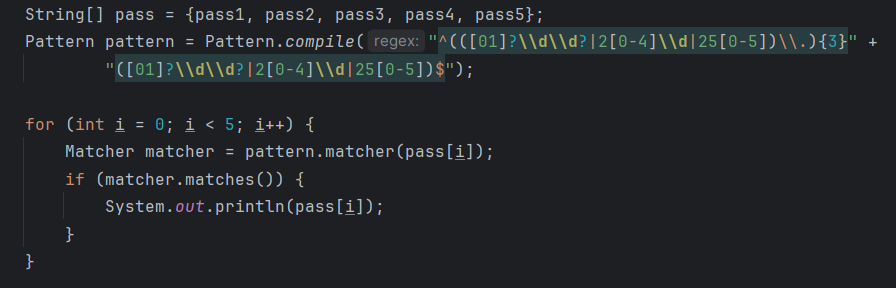 String[] pass = {pass1, pass2, pass3, pass4, pass5};
Pattern pattern = Pattern.compile( regex: "^(([01]?\\d\\d?|2[0-4]\\d|25[0-5])\\.){3}" +
"([01]?\\d\\d?|2[0-4]\\d|25[0-5])$");
for (int i = 0; i < 5; i++) {
Matcher matcher = pattern.matcher(pass[i]);
if (matcher.matches()) {
System.out.println(pass[i]);
}
}